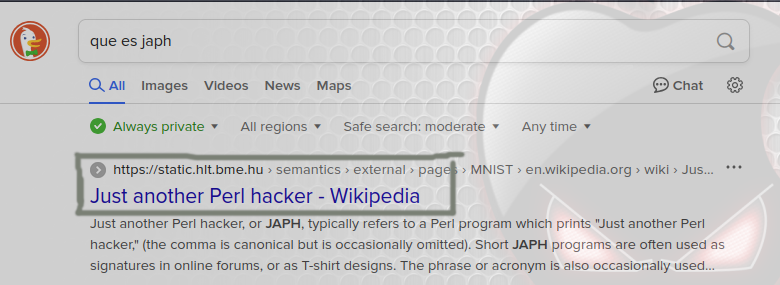 que es japh
All Images Videos News Maps Chat
Always private All regions Safe search: moderate Any time
https://static.hlt.bme.hu › semantics › external › pages › MNIST › en.wikipedia.org › wiki › Jus...
Just another Perl hacker - Wikipedia
Just another Perl hacker, or JAPH, typically refers to a Perl program which prints "Just another Perl
hacker," (the comma is canonical but is occasionally omitted). Short JAPH programs are often used as
signatures in online forums, or as T-shirt designs. The phrase or acronym is also occasionally used...